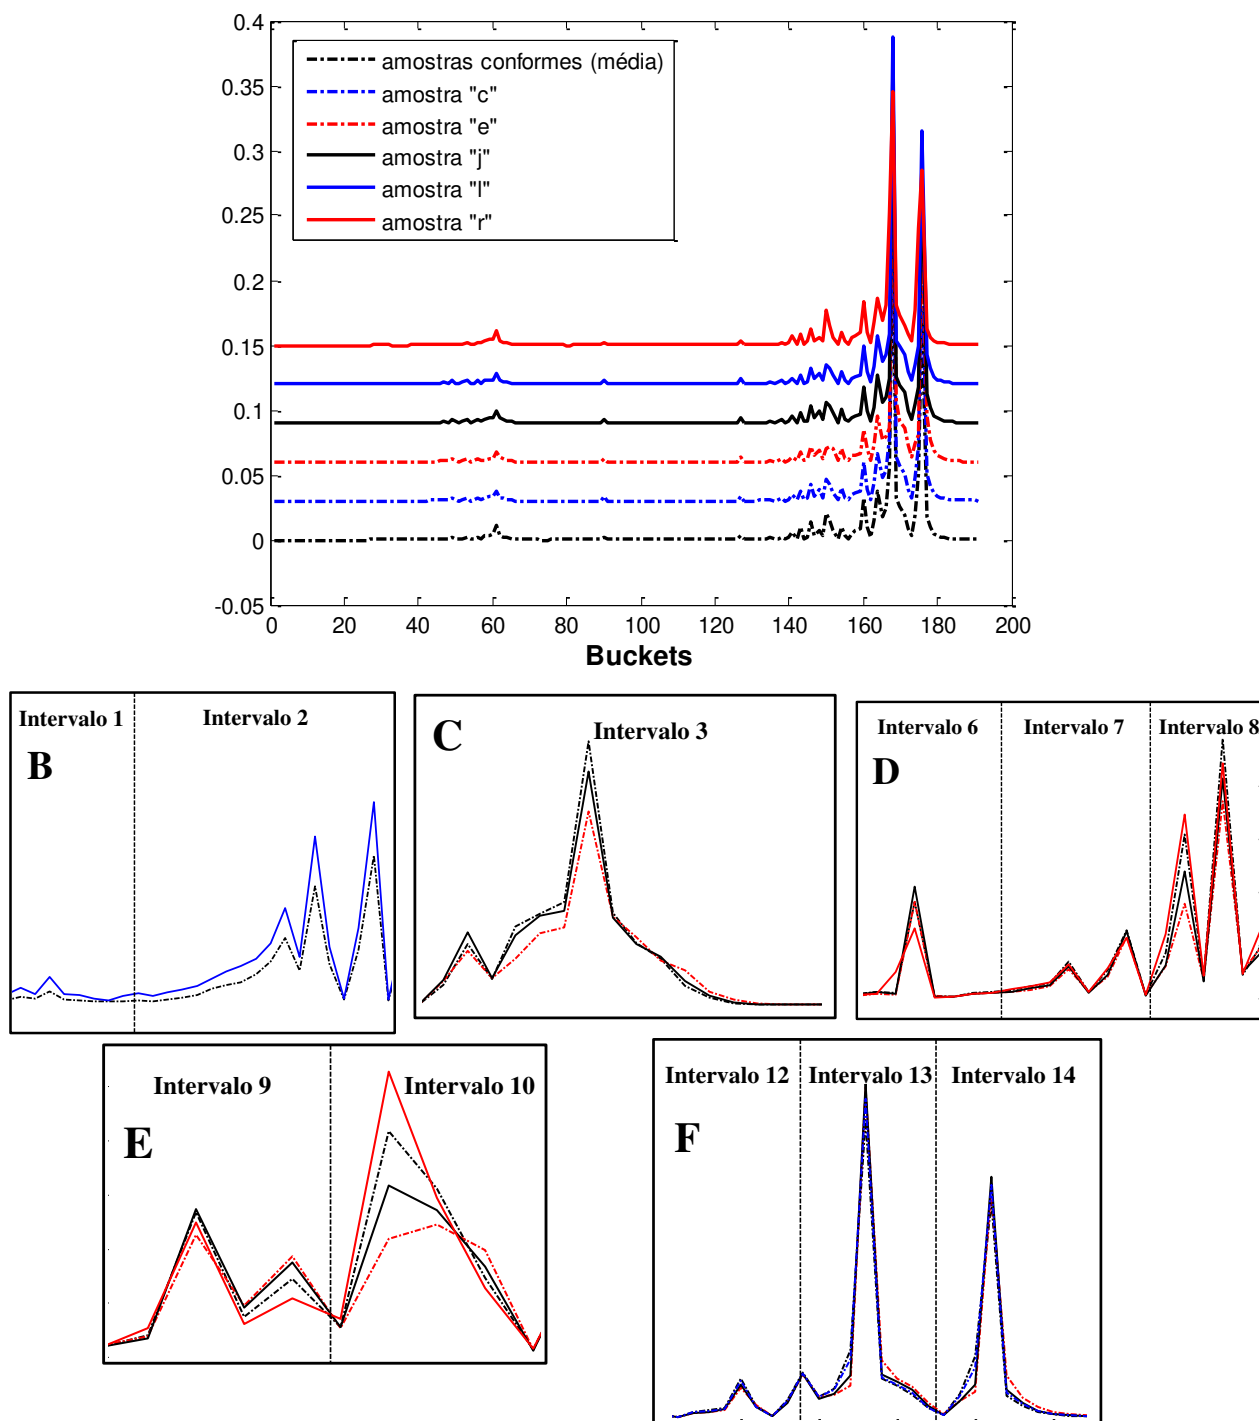 0.4
0.35
0.3
0.25
0.2
0.15
0.1
0.05
0
-0.05
amostras conformes (média)
amostra "c"
amostra "e"
amostra "j"
amostra "l"
amostra "r"
0 20 40 60 80 100 120 140 160 180 200
Buckets
Intervalo 1 Intervalo 2
B
Intervalo 3
C
Intervalo 6 Intervalo 7 Intervalo 8
D
Intervalo 9 Intervalo 10
E
Intervalo 12 Intervalo 13 Intervalo 14
F